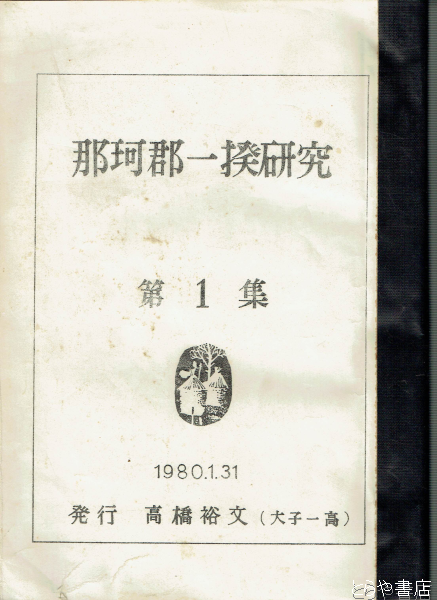 那珂郡一揆研究
第1集
1980.1.31
発行 高橋裕文(大子一高)
とらや書店